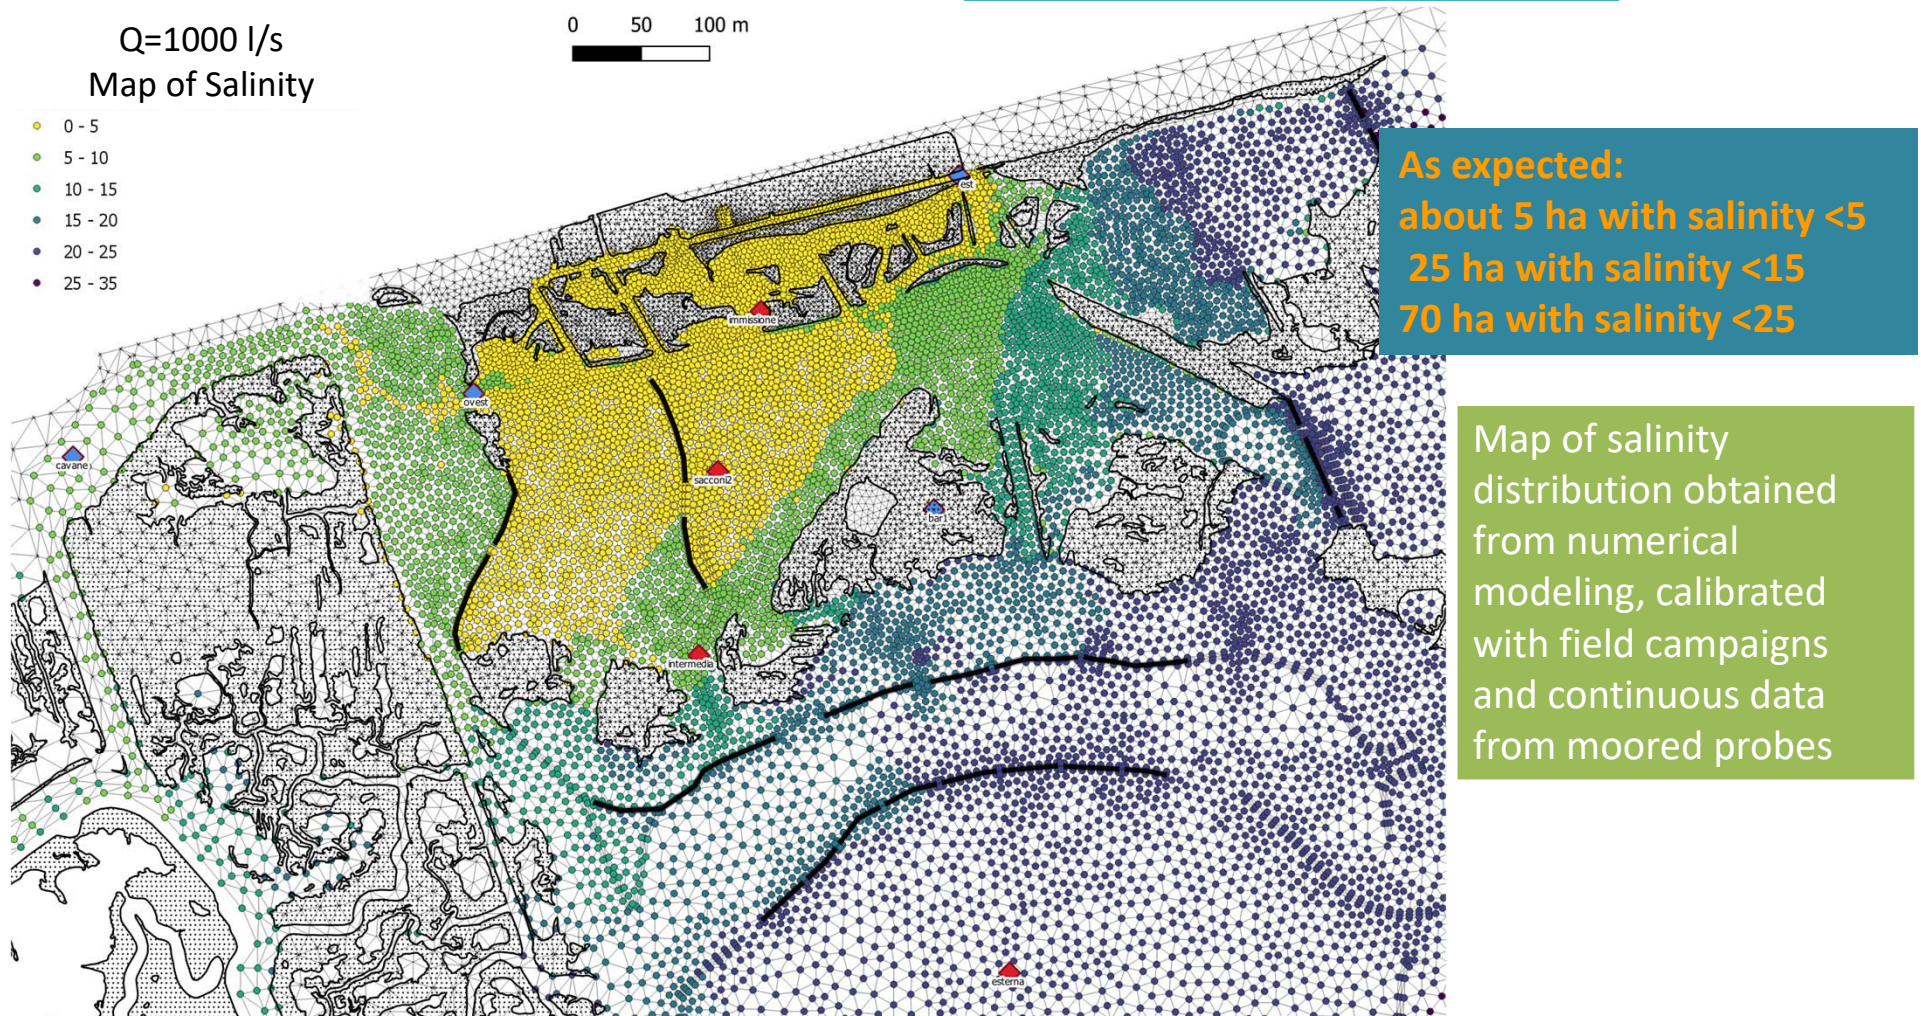 Q=1000 l/s
Map of Salinity
0 50 100 m
0 - 5
5 - 10
10 - 15
15 - 20
20 - 25
25 - 35
est
immissione
ovest
cavane
sacconi2
bar1
intermedia
esterna
As expected:
about 5 ha with salinity <5
25 ha with salinity <15
70 ha with salinity <25
Map of salinity
distribution obtained
from numerical
modeling, calibrated
with field campaigns
and continuous data
from moored probes